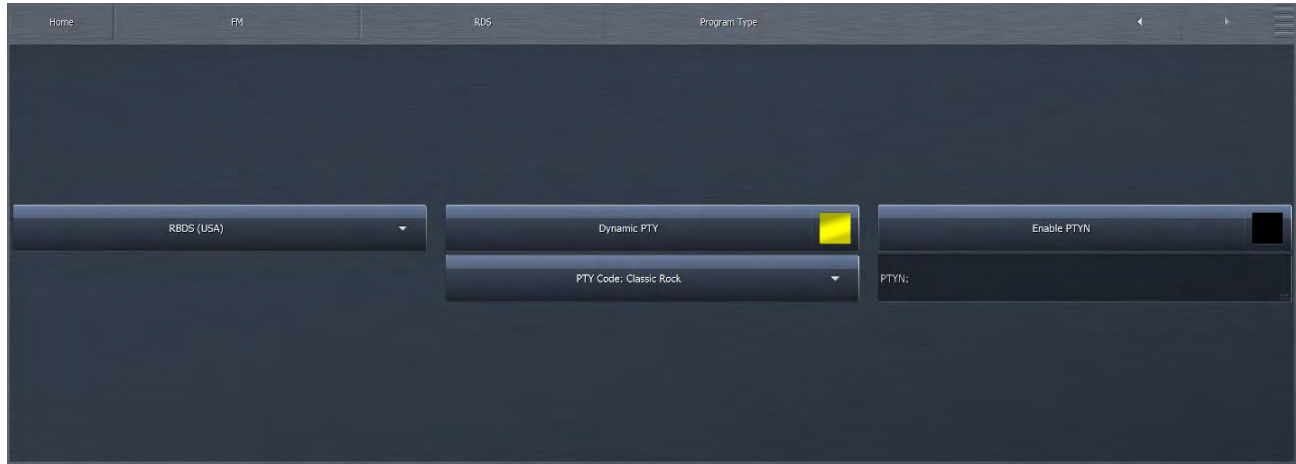 Home FM RDS Program Type
RBDS (USA) Dynamic PTY Enable PTYN
PTY Code: Classic Rock PTYN: